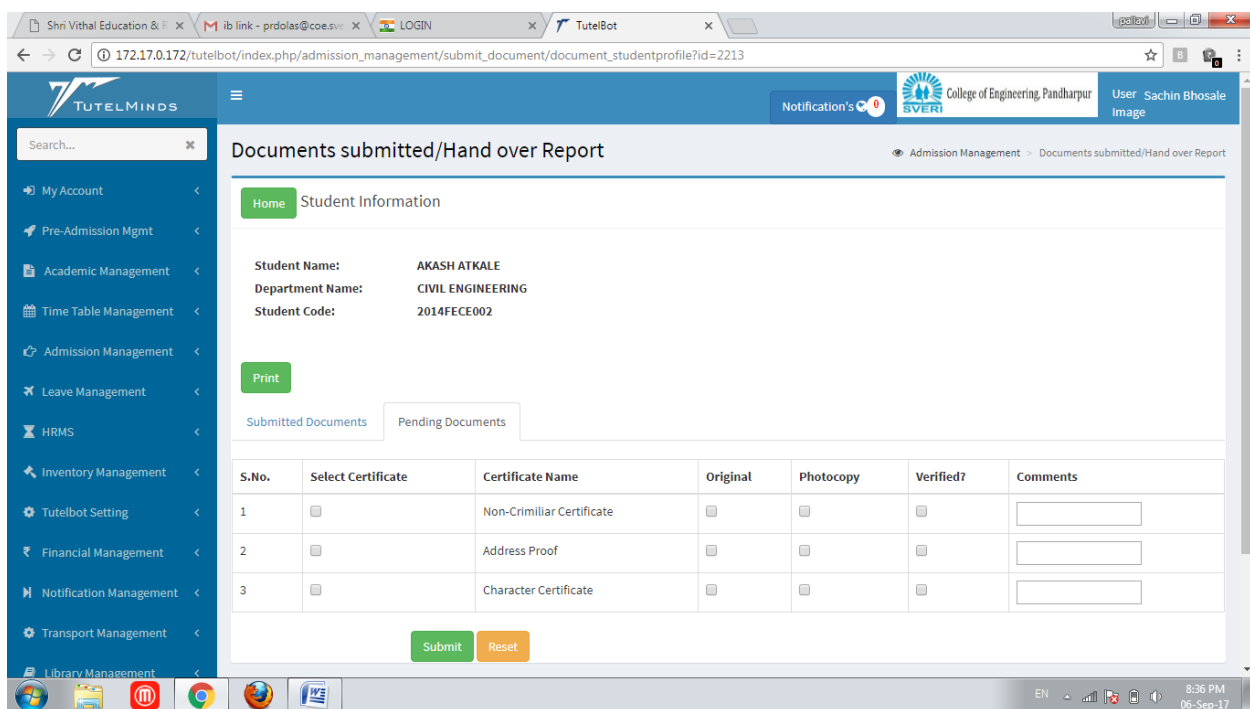 Shri Vithal Education & R
ib link - prdolas@coe.sve
LOGIN
TutelBot
pallavi
172.17.0.172/tutelbot/index.php/admission_management/submit_document/document_studentprofile?id=2213
TUTELMINDS
Notification's 0
SVERI
College of Engineering, Pandharpur
User Image
Sachin Bhosale
Search...
Documents submitted/Hand over Report
Admission Management > Documents submitted/Hand over Report
My Account
Pre-Admission Mgmt
Academic Management
Time Table Management
Admission Management
Leave Management
HRMS
Inventory Management
Tutelbot Setting
Financial Management
Notification Management
Transport Management
Library Management
Home Student Information
Student Name: AKASH ATKALE
Department Name: CIVIL ENGINEERING
Student Code: 2014FECE002
Print
Submitted Documents Pending Documents
S.No. Select Certificate Certificate Name Original Photocopy Verified? Comments
1 Non-Crimiliar Certificate
2 Address Proof
3 Character Certificate
Submit Reset
EN
8:36 PM
06-Sep-17